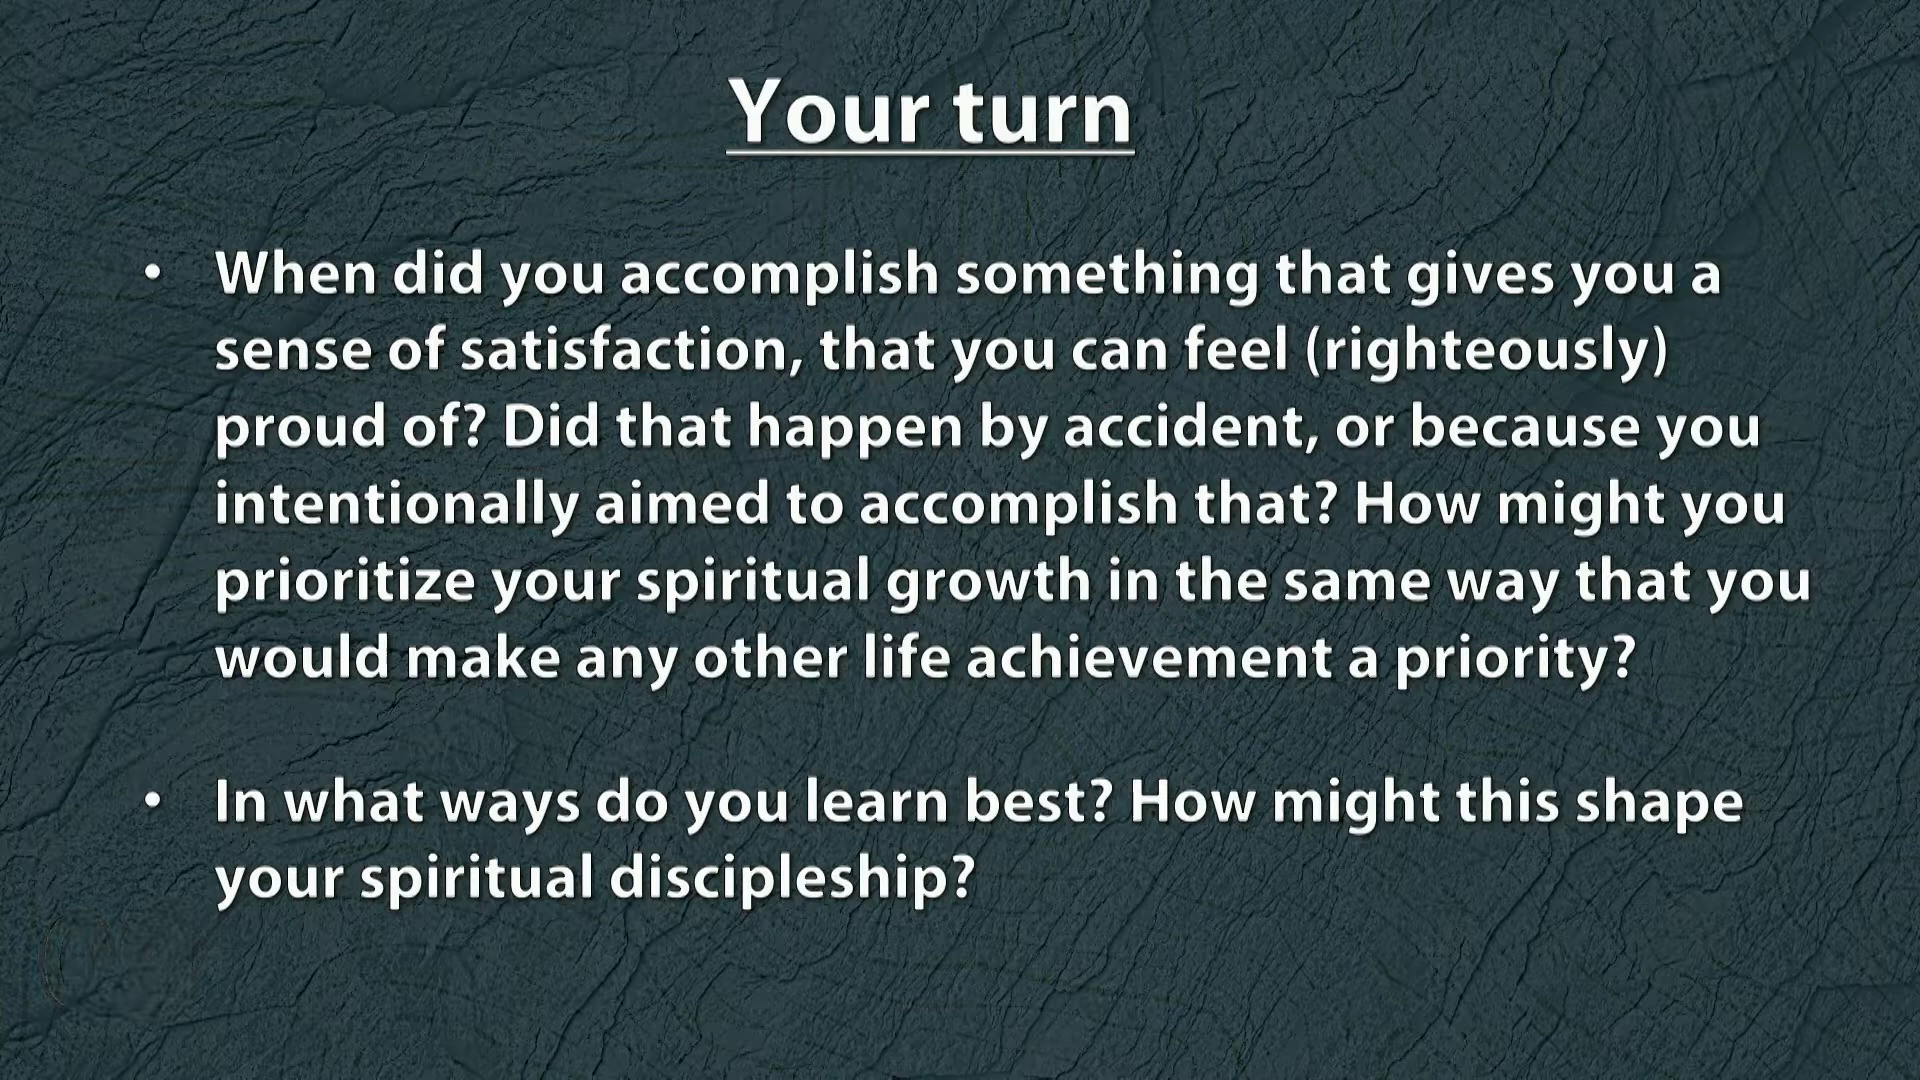 Your turn
• When did you accomplish something that gives you a
sense of satisfaction, that you can feel (righteously)
proud of? Did that happen by accident, or because you
intentionally aimed to accomplish that? How might you
prioritize your spiritual growth in the same way that you
would make any other life achievement a priority?
• In what ways do you learn best? How might this shape
your spiritual discipleship?